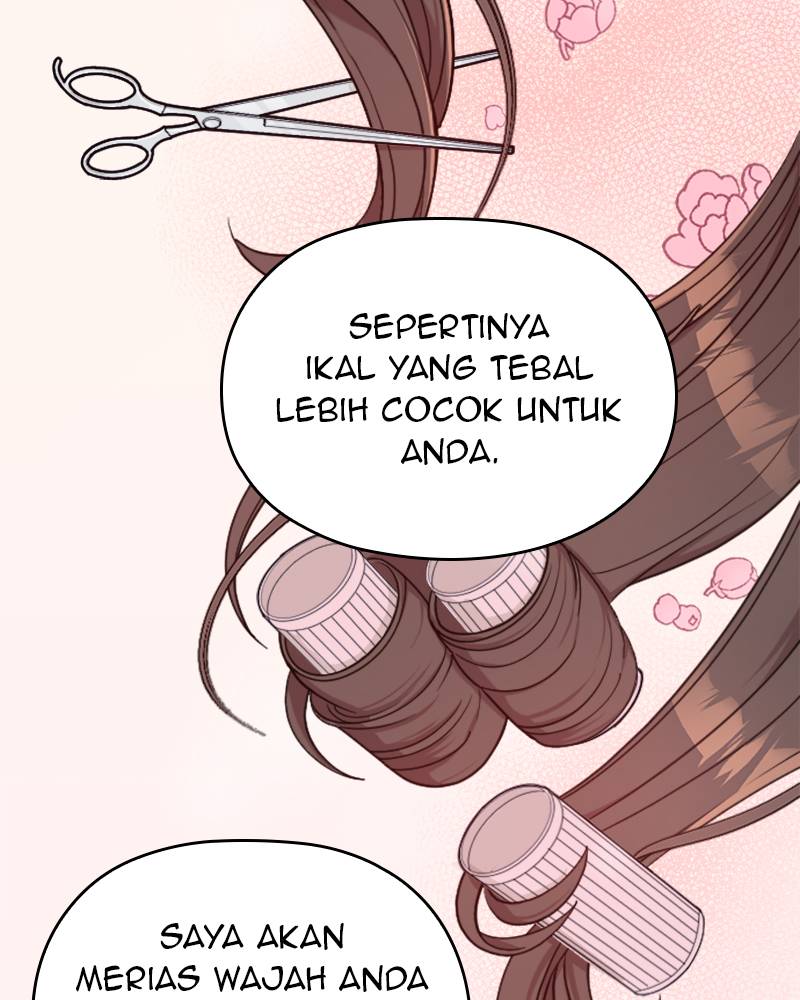 SEPERTINYA
IKAL YANG TEBAL
LEBIH COCOK UNTUK
ANDA.
SAYA AKAN
MERIAS WAJAH ANDA